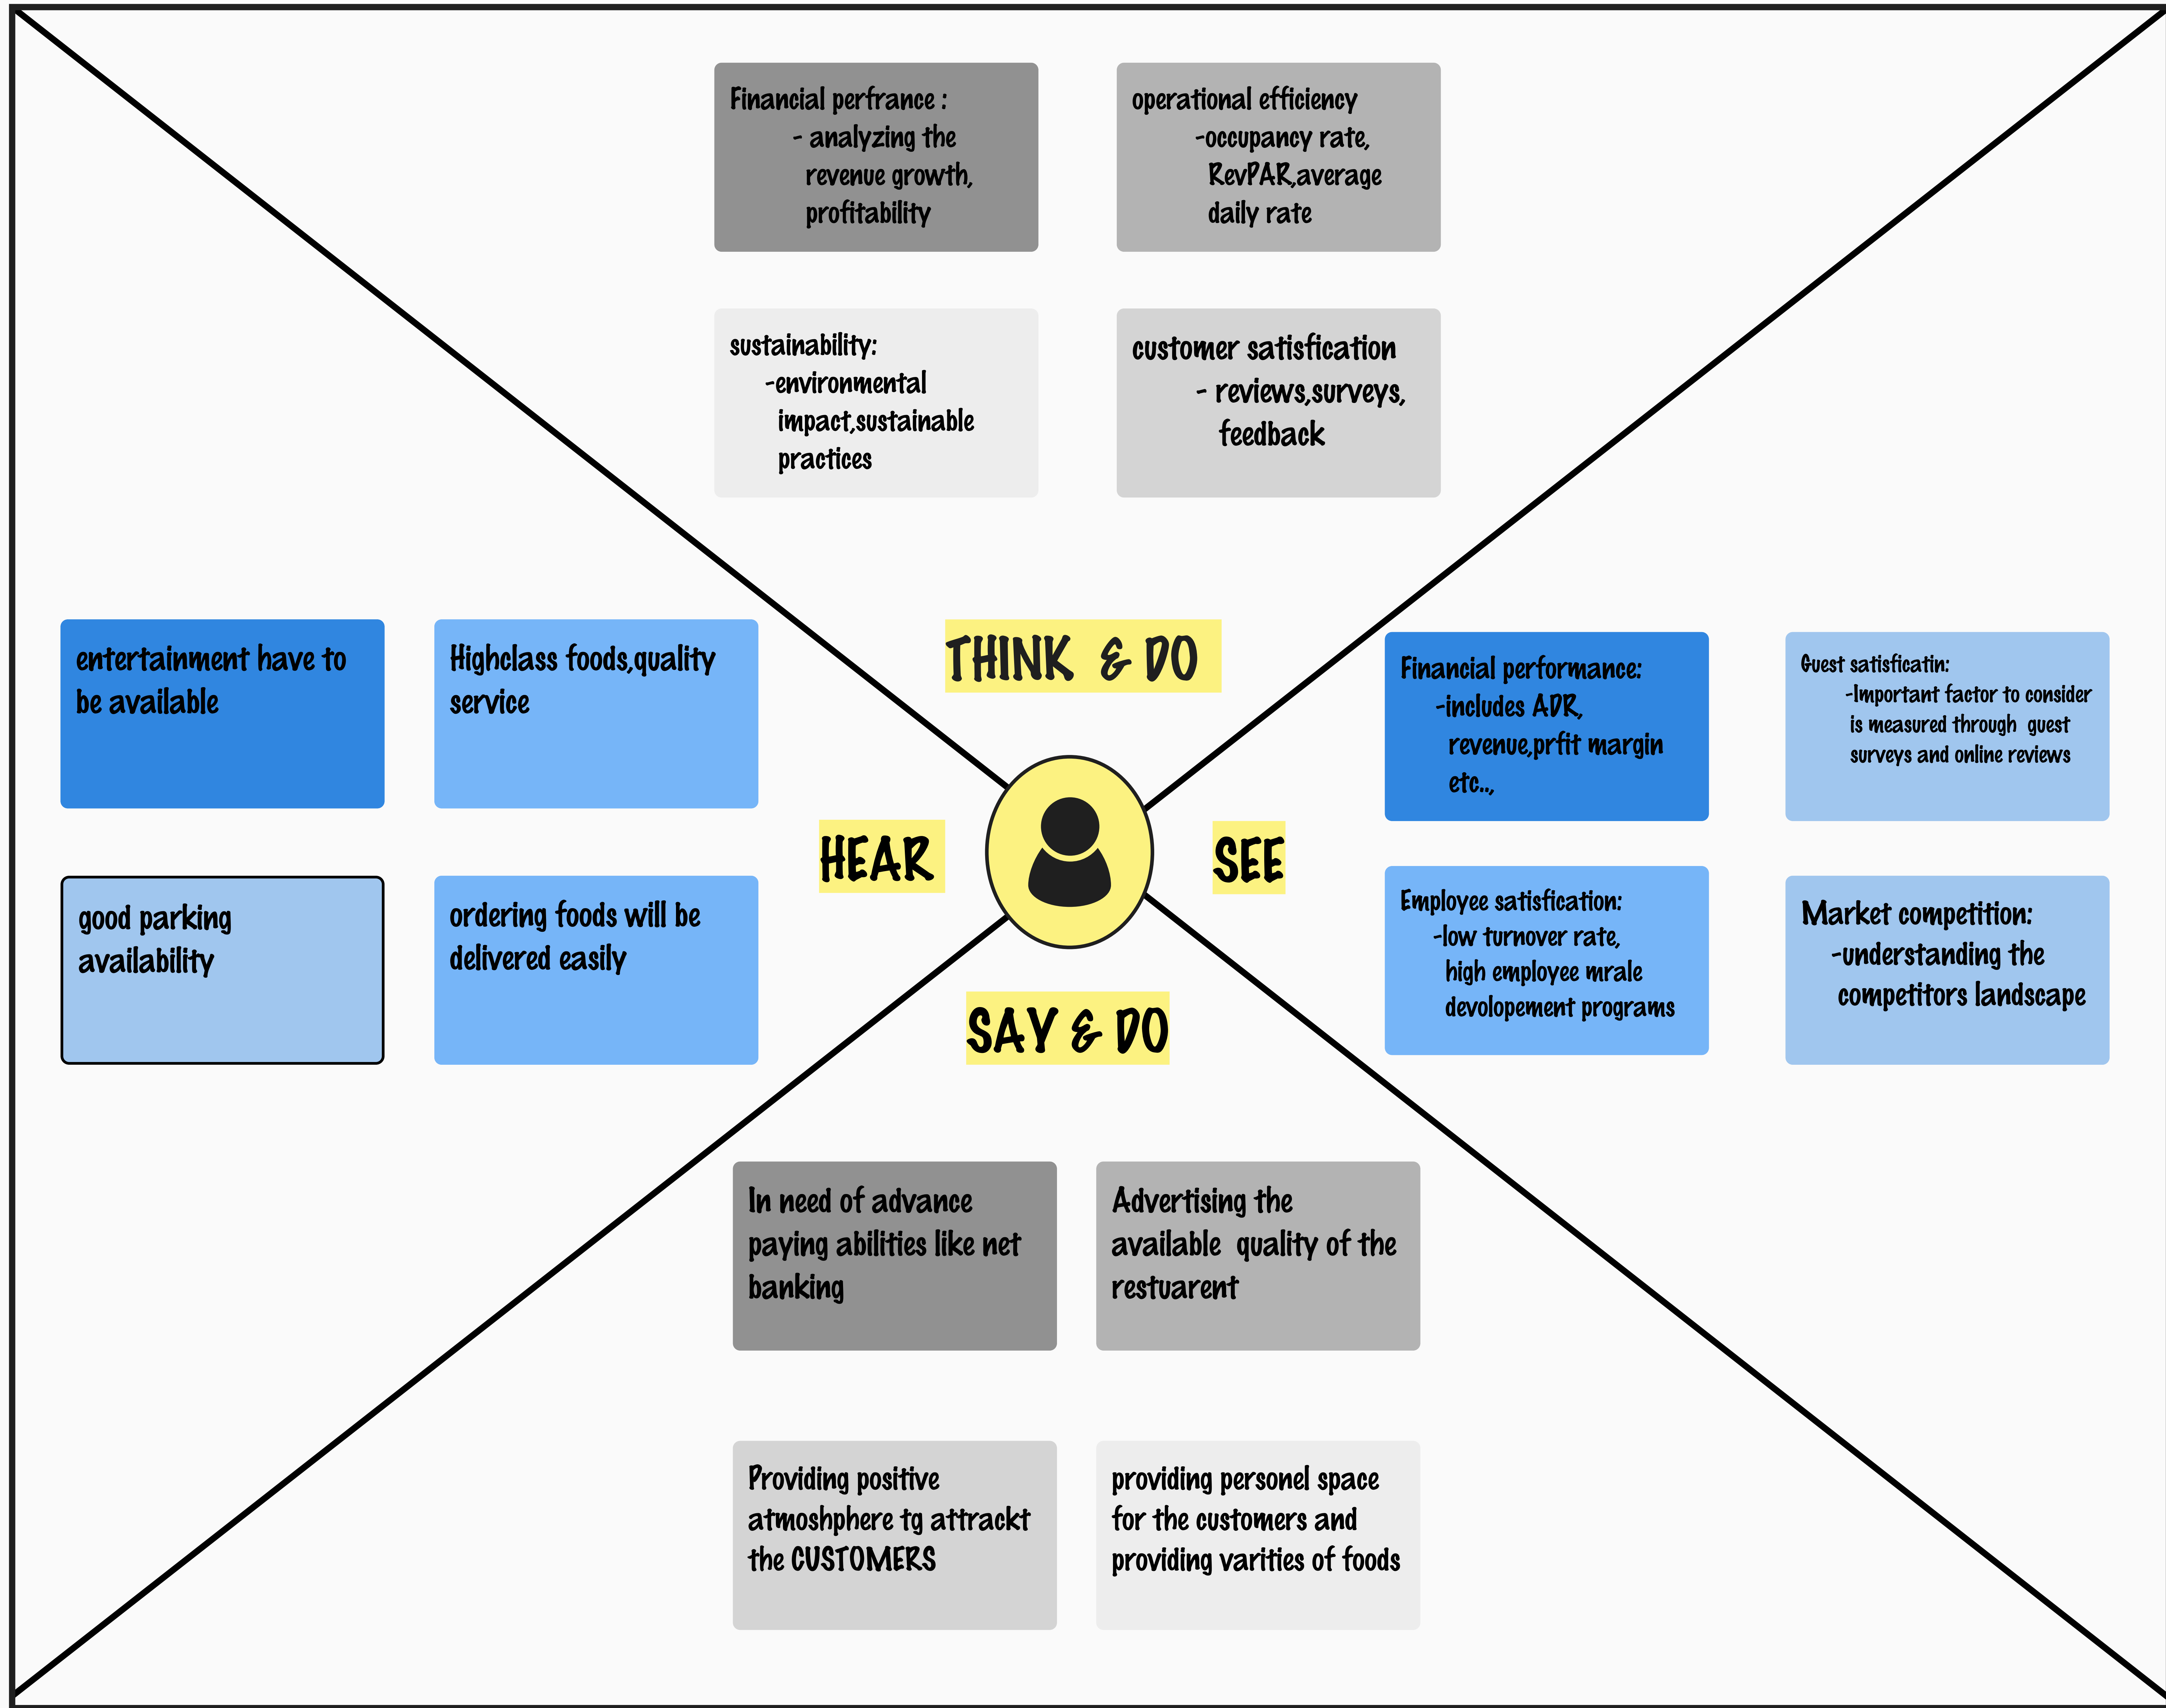 Financial perfrance :
- analyzing the
revenue growth,
profitability
operational efficiency
-occupancy rate,
RevPAR,average
daily rate
sustainability:
-environmental
impact,sustainable
practices
customer satisfication
- reviews,surveys,
feedback
THINK & DO
entertainment have to
be available
Highclass foods,quality
service
good parking
availability
ordering foods will be
delivered easily
HEAR
SEE
Financial performance:
-includes ADR,
revenue,prfit margin
etc..,
Guest satisficatin:
-Important factor to consider
is measured through guest
surveys and online reviews
Employee satisfication:
-low turnover rate,
high employee mrale
devolopement programs
Market competition:
-understanding the
competitors landscape
SAY & DO
In need of advance
paying abilities like net
banking
Advertising the
available quality of the
restuarent
Providing positive
atmoshphere tg attrackt
the CUSTOMERS
providing personel space
for the customers and
providing varities of foods